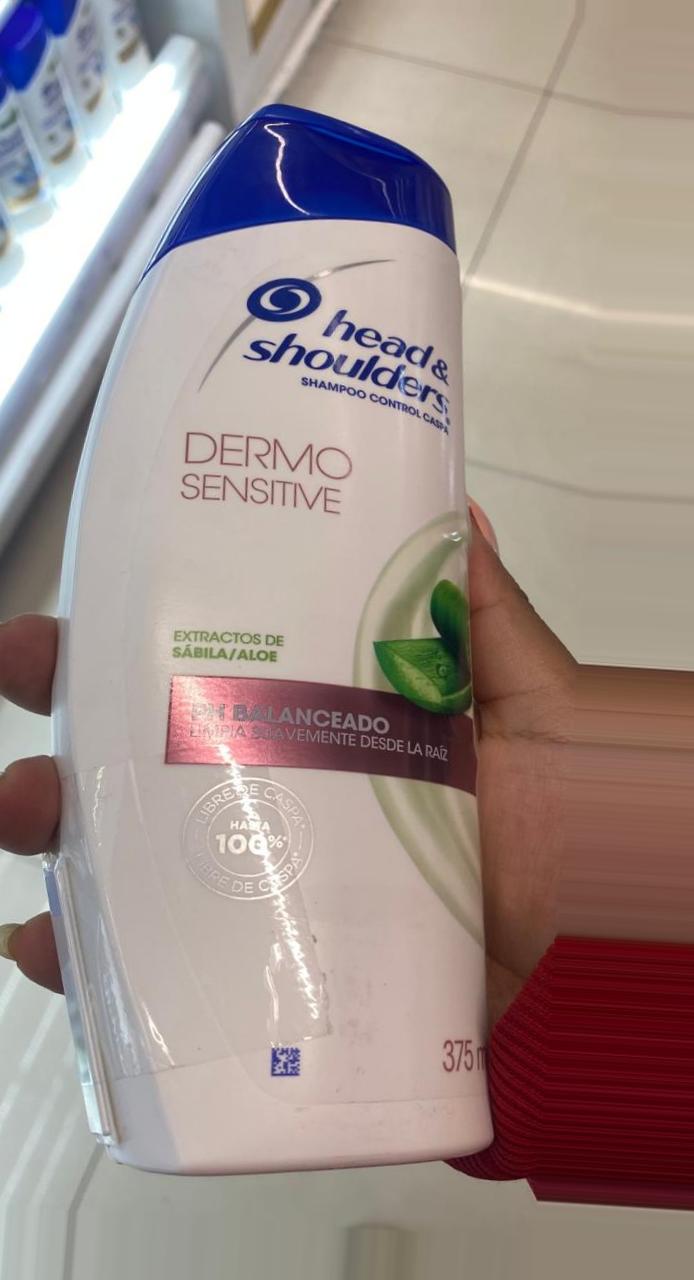 head &
shoulders
SHAMPOO CONTROL CASPA
DERMO
SENSITIVE
EXTRACTOS DE
SÁBILA/ALOE
PH BALANCEADO
LIMPIA SUAVEMENTE DESDE LA RAÍZ
LIBRE DE CASPA*
HASTA
100%*
LIBRE DE CASPA*
375 m